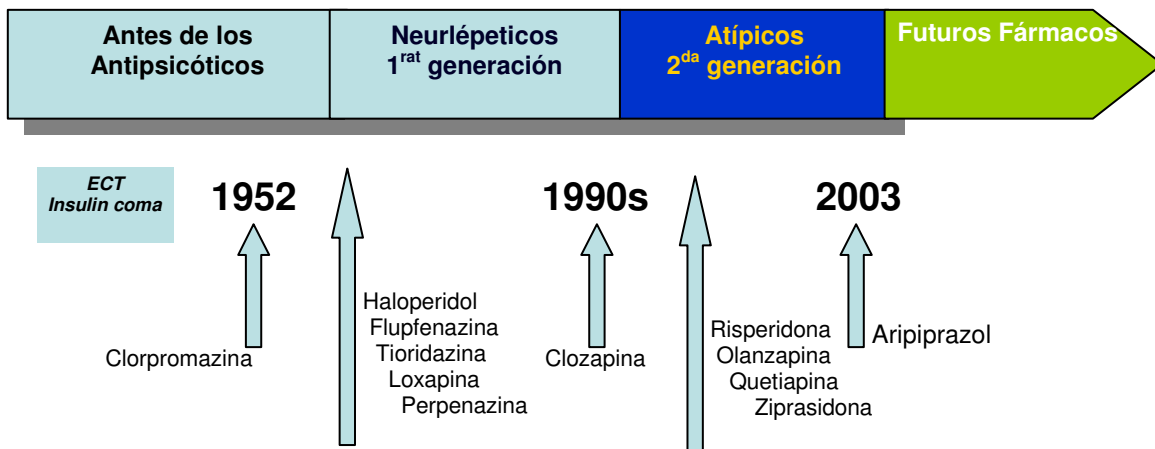 Antes de los
Antipsicóticos
Neurlépeticos
1rat generación
Atípicos
2da generación
Futuros Fármacos
ECT
Insulin coma
1952
1990s
2003
Clorpromazina
Haloperidol
Flupfenazina
Tioridazina
Loxapina
Perpenazina
Clozapina
Risperidona
Olanzapina
Quetiapina
Ziprasidona
Aripiprazol